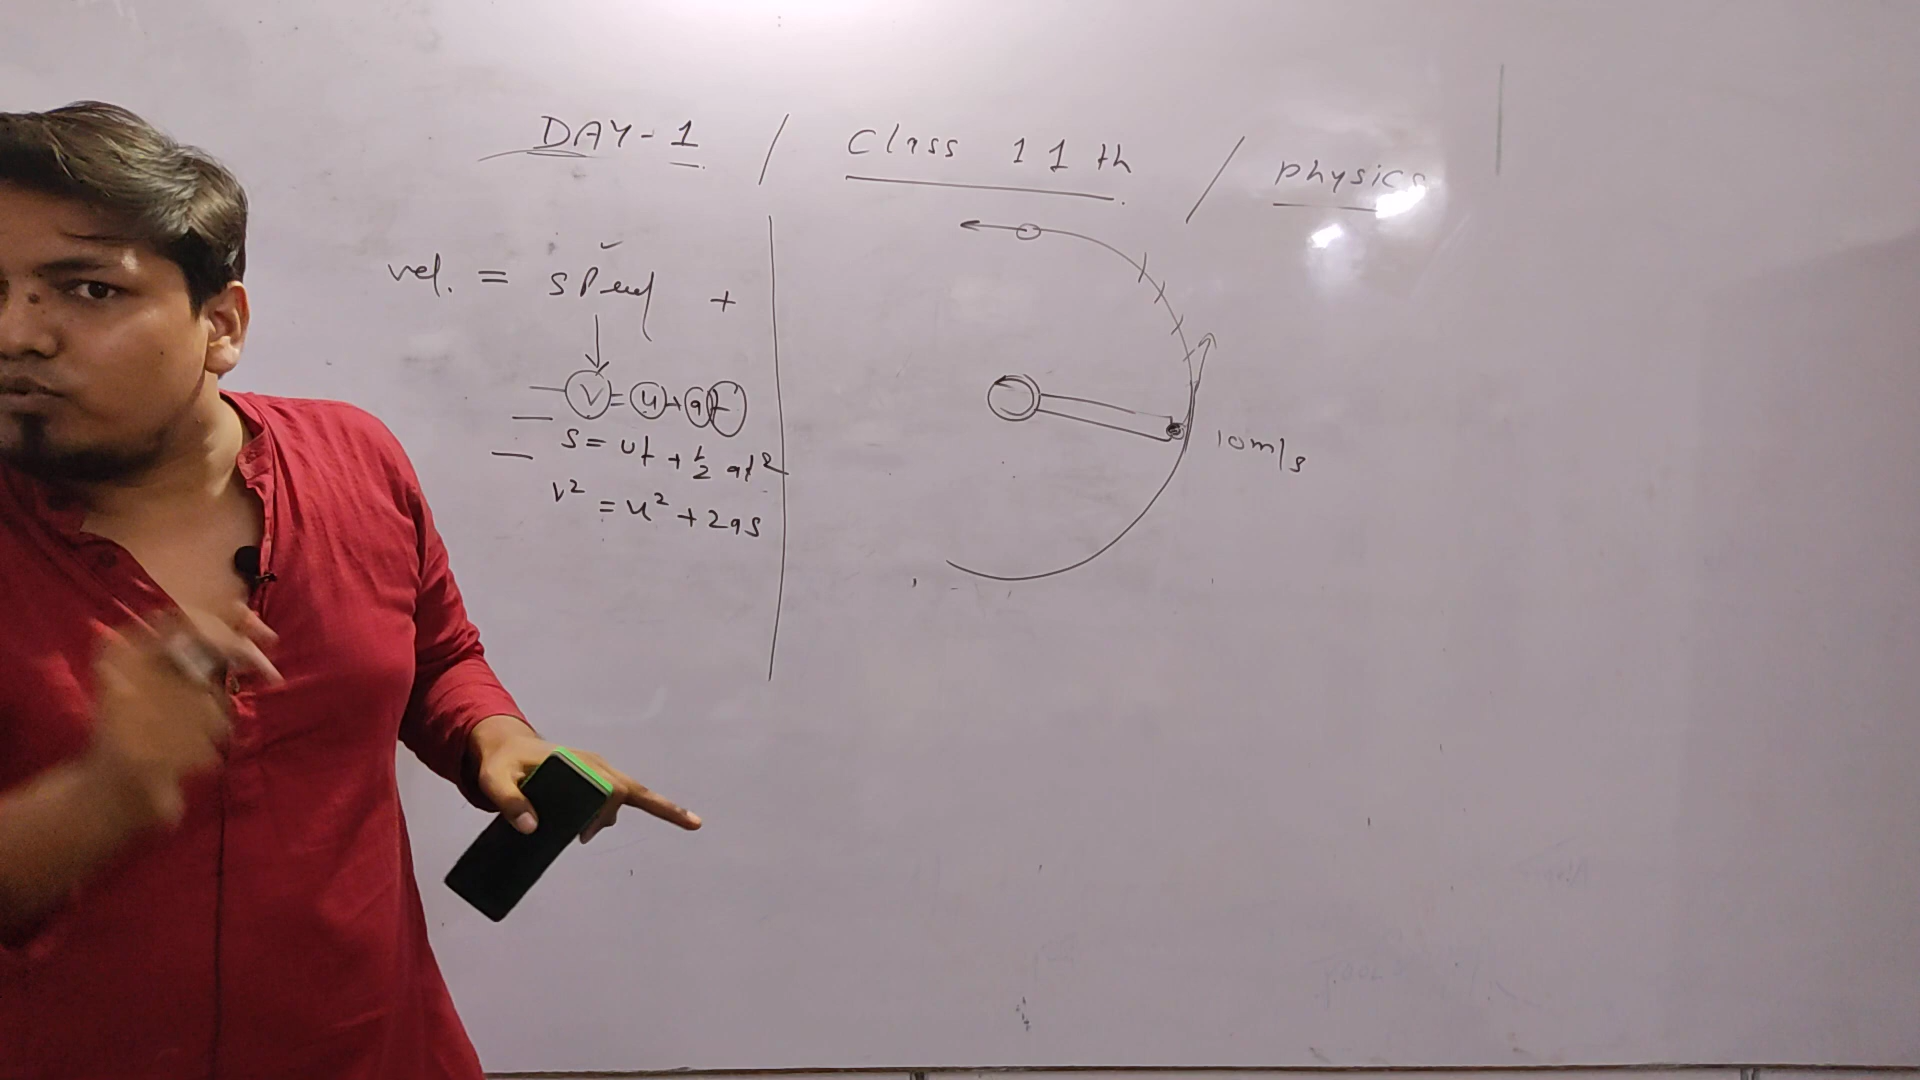 DAY-1 / Class 11th / physics
vel. = speed +
v = u + at
s = ut + 1/2 at²
v² = u² + 2as
10m/s